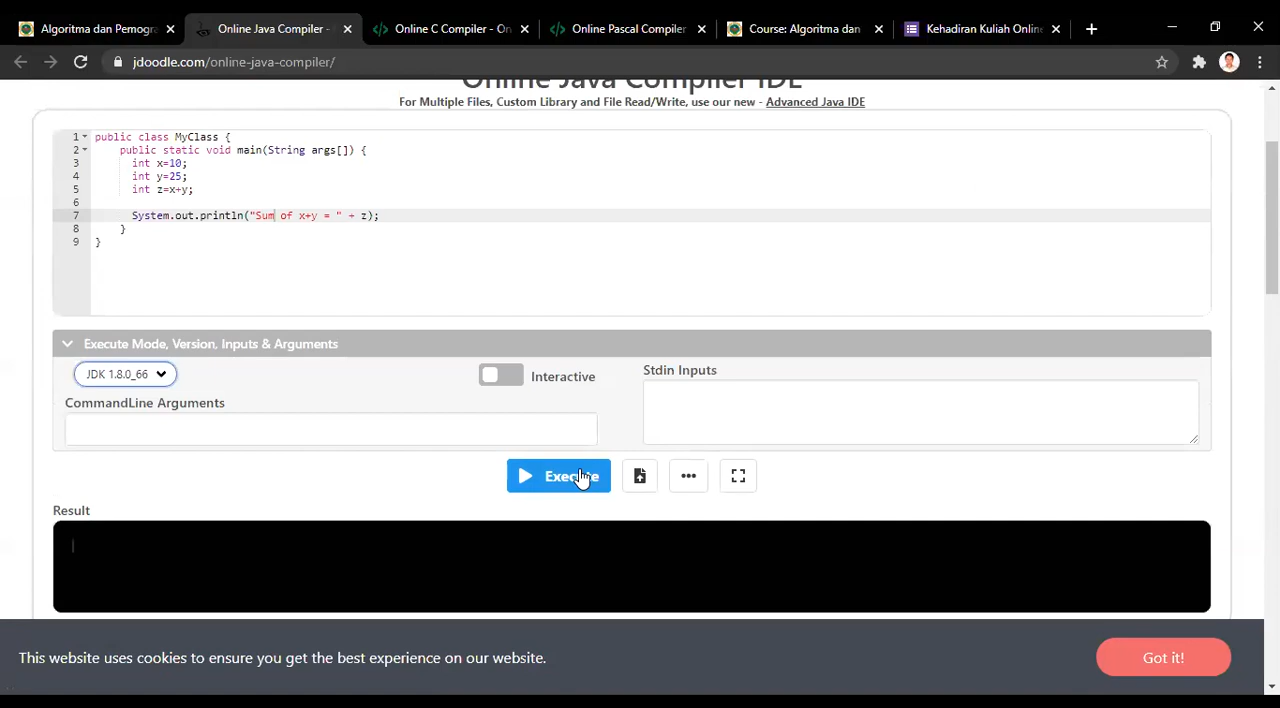 Algoritma dan Pemogra
Online Java Compiler -
Online C Compiler - On
Online Pascal Compiler
Course: Algoritma dan
Kehadiran Kuliah Online
jdoodle.com/online-java-compiler/
Online Java Compiler IDE
For Multiple Files, Custom Library and File Read/Write, use our new - Advanced Java IDE
1 public class MyClass {
2 public static void main(String args[]) {
3 int x=10;
4 int y=25;
5 int z=x+y;
6
7 System.out.println("Sum of x+y = " + z);
8 }
9 }
Execute Mode, Version, Inputs & Arguments
JDK 1.8.0_66
Interactive
Stdin Inputs
CommandLine Arguments
Execute
Result
This website uses cookies to ensure you get the best experience on our website.
Got it!